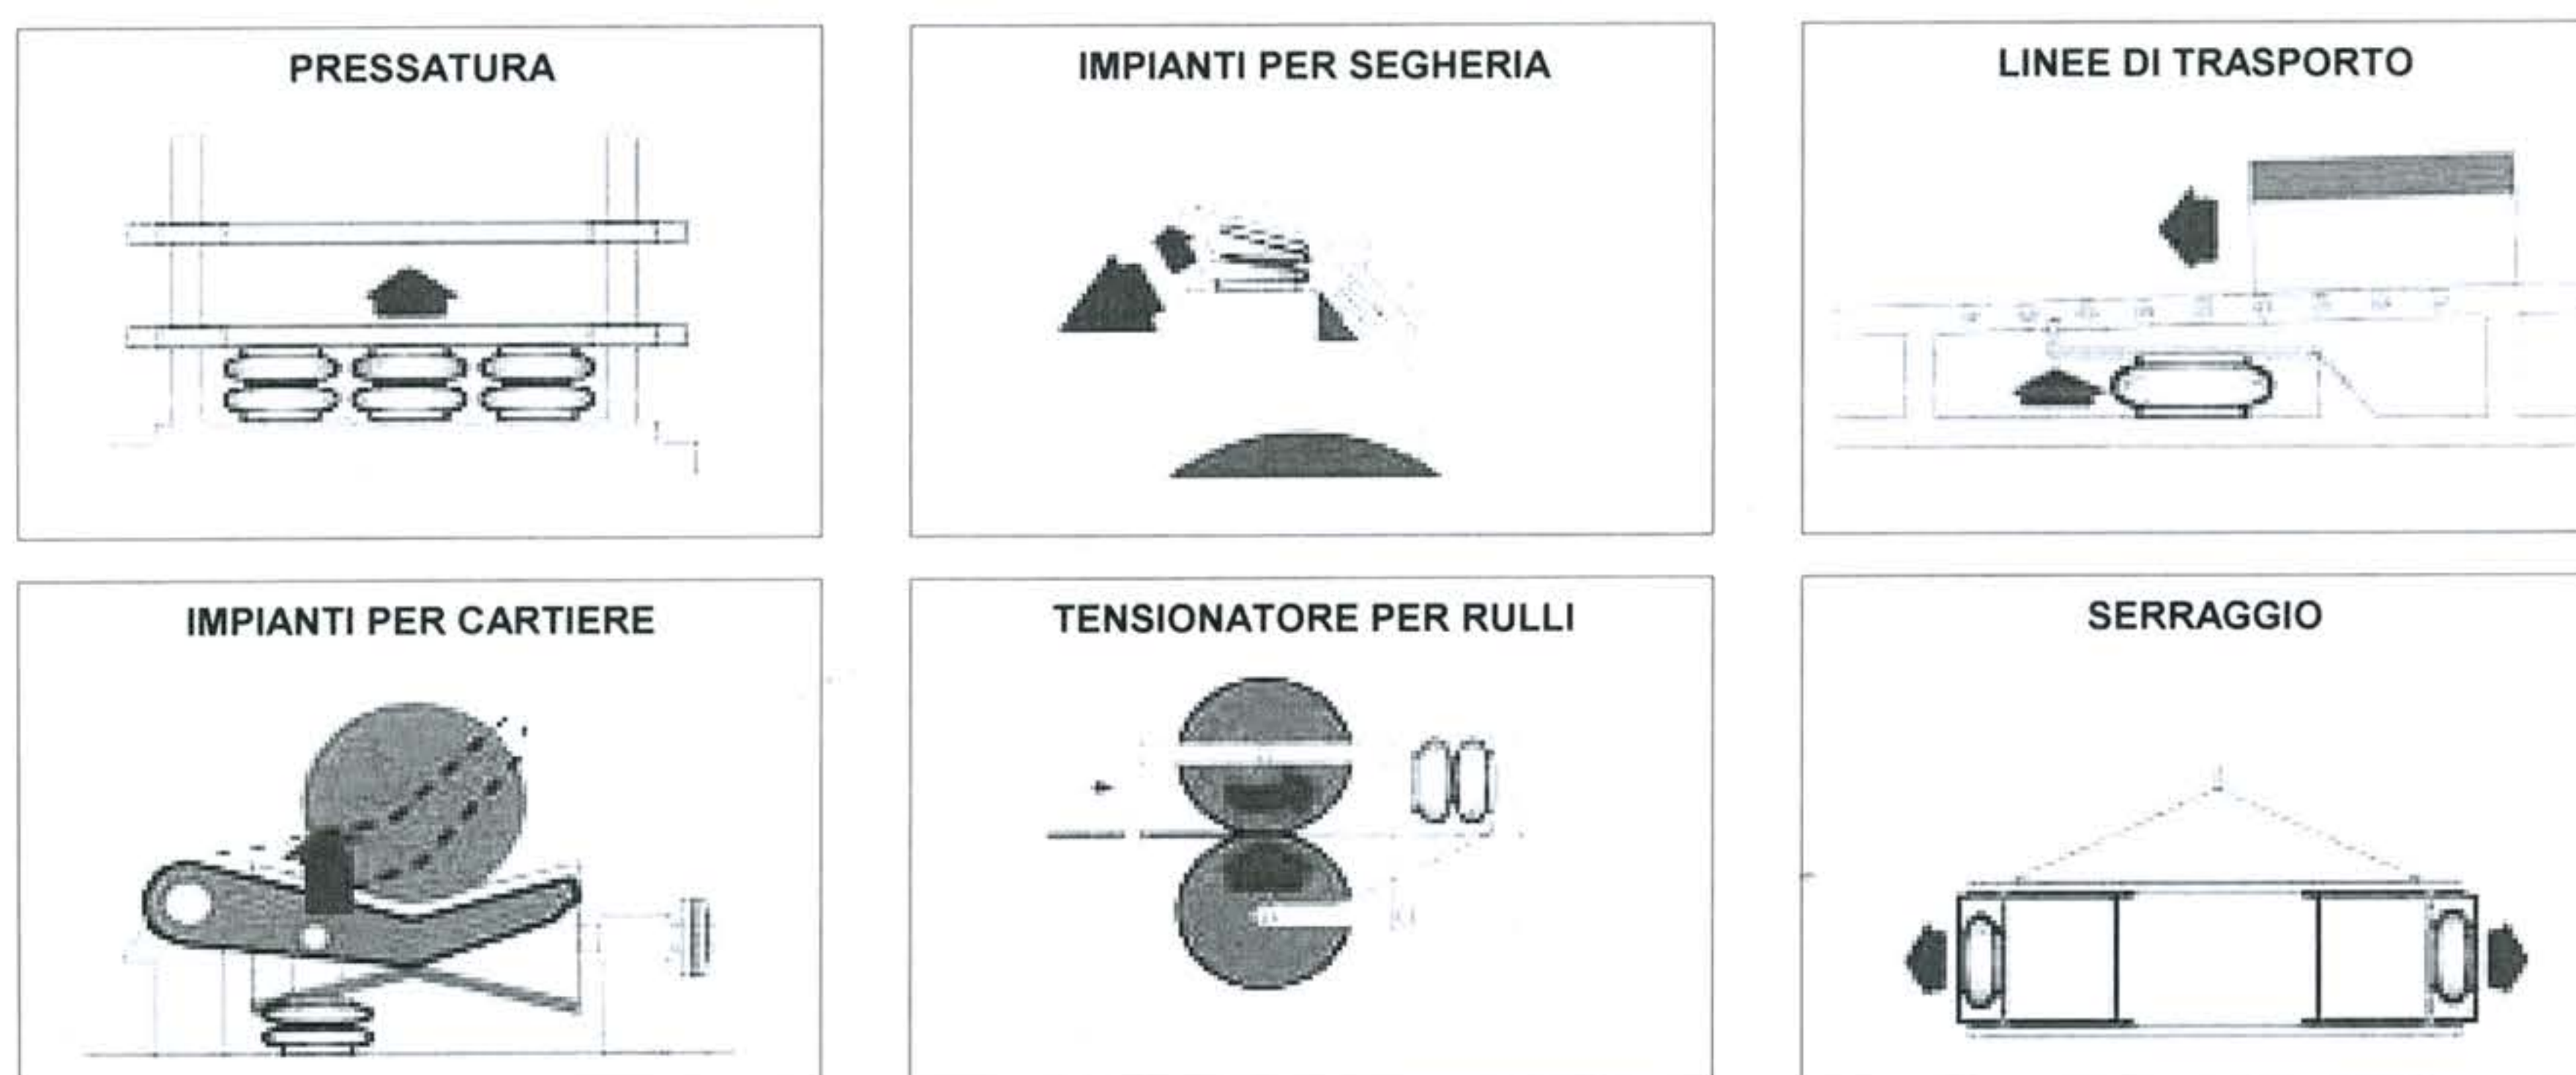 PRESSATURA
IMPIANTI PER SEGHERIA
LINEE DI TRASPORTO
IMPIANTI PER CARTIERE
TENSIONATORE PER RULLI
SERRAGGIO